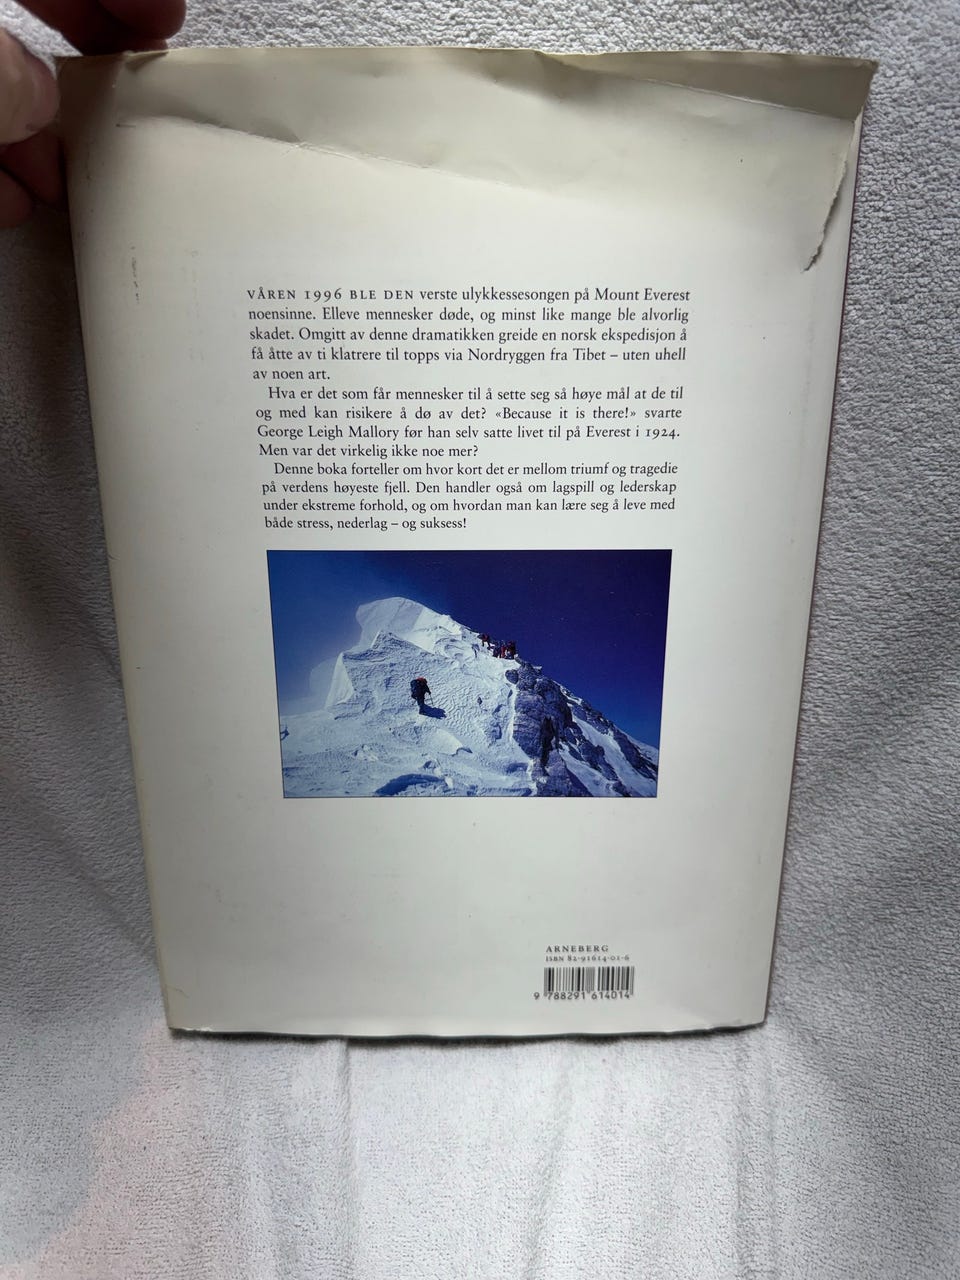 VÅREN 1996 BLE DEN verste ulykkessesongen på Mount Everest
noensinne. Elleve mennesker døde, og minst like mange ble alvorlig
skadet. Omgitt av denne dramatikken greide en norsk ekspedisjon å
få åtte av ti klatrere til topps via Nordryggen fra Tibet – uten uhell
av noen art.
Hva er det som får mennesker til å sette seg så høye mål at de til
og med kan risikere å dø av det? «Because it is there!» svarte
George Leigh Mallory før han selv satte livet til på Everest i 1924.
Men var det virkelig ikke noe mer?
Denne boka forteller om hvor kort det er mellom triumf og tragedie
på verdens høyeste fjell. Den handler også om lagspill og lederskap
under ekstreme forhold, og om hvordan man kan lære seg å leve med
både stress, nederlag – og suksess!
ARNEBERG
ISBN 82-91614-01-6
9 788291 614014